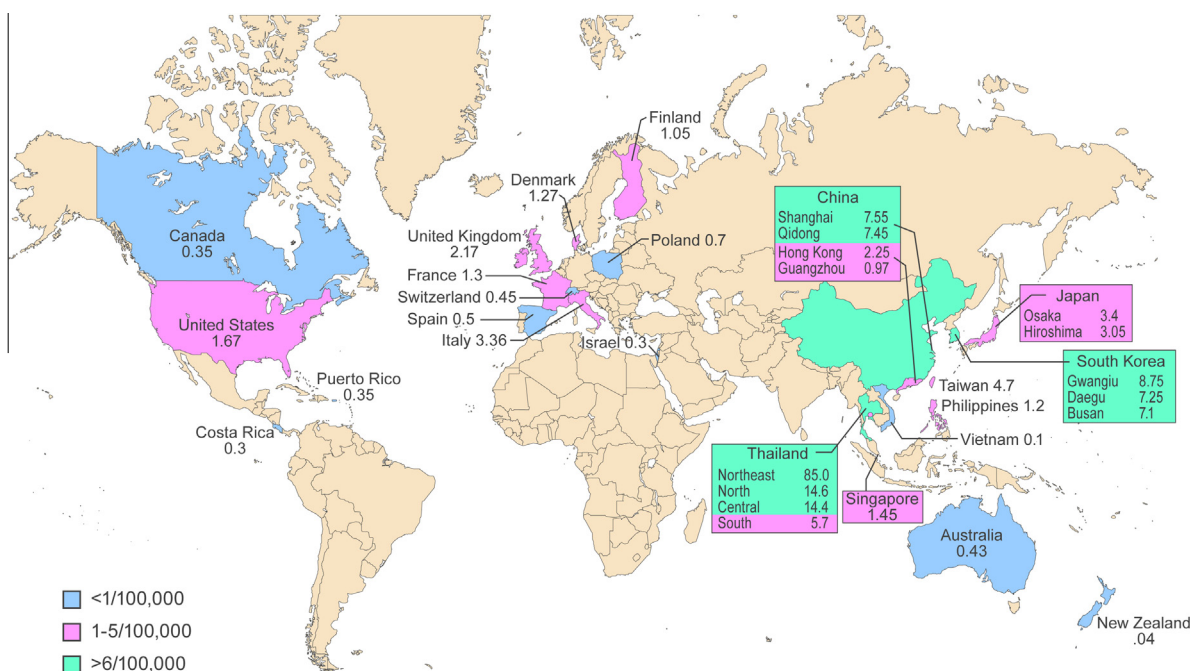 Finland
1.05
Denmark
1.27
United Kingdom
2.17
France 1.3
Switzerland 0.45
Spain 0.5
Italy 3.36
Poland 0.7
Israel 0.3
Canada
0.35
United States
1.67
Puerto Rico
0.35
Costa Rica
0.3
China
Shanghai 7.55
Qidong 7.45
Hong Kong 2.25
Guangzhou 0.97
Japan
Osaka 3.4
Hiroshima 3.05
South Korea
Gwangiu 8.75
Daegu 7.25
Busan 7.1
Taiwan 4.7
Philippines 1.2
Vietnam 0.1
Thailand
Northeast 85.0
North 14.6
Central 14.4
South 5.7
Singapore
1.45
Australia
0.43
New Zealand
.04
<1/100,000
1-5/100,000
>6/100,000